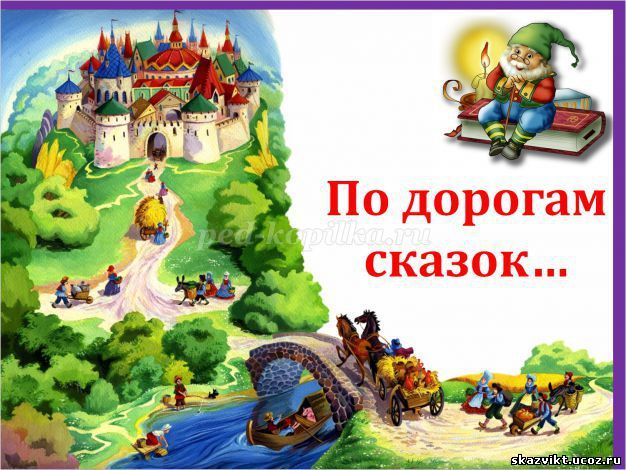 По дорогам
ped-kopilka.ru
сказок...
skazvikt.ucoz.ru